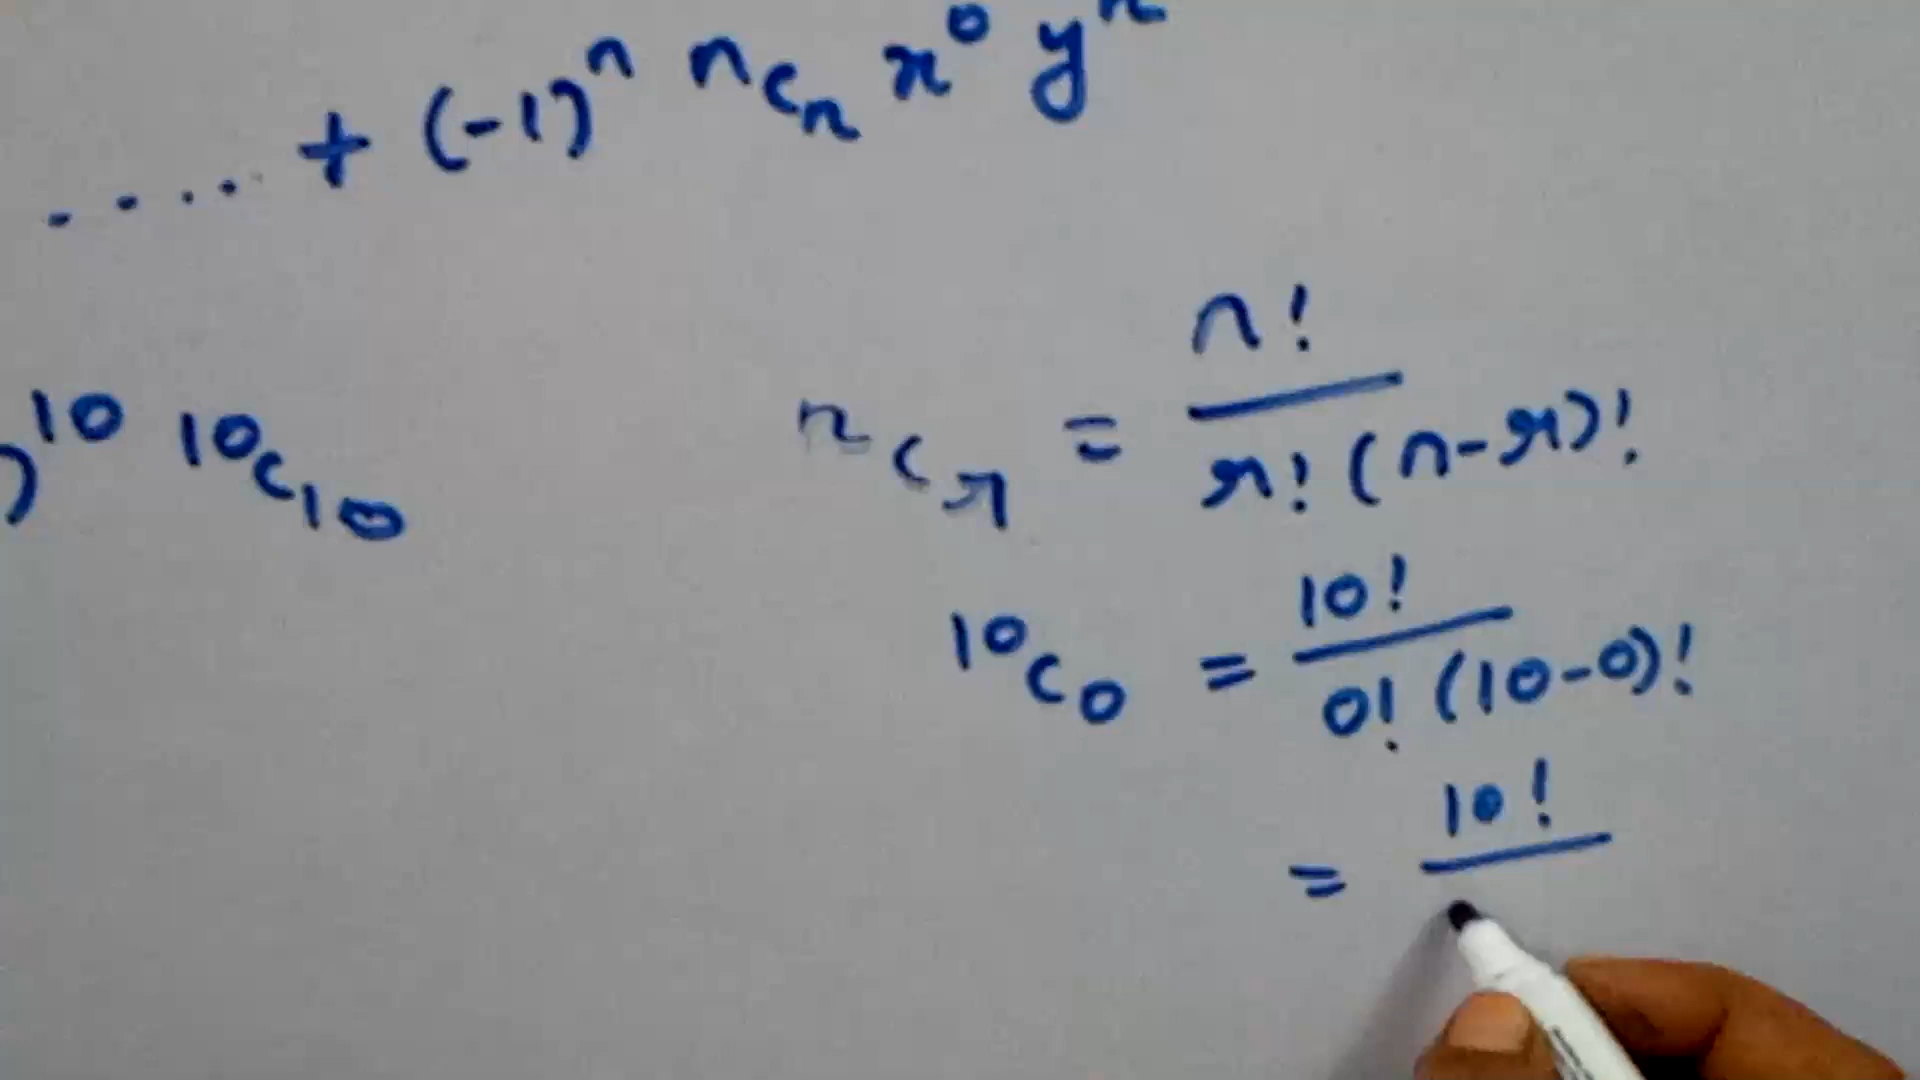 .... + (-1)ⁿ ⁿCₙ x⁰ yⁿ
)¹⁰ ¹⁰C₁₀
ⁿCᵣ = n! / r! (n-r)!
¹⁰C₀ = 10! / 0! (10-0)!
= 10! /